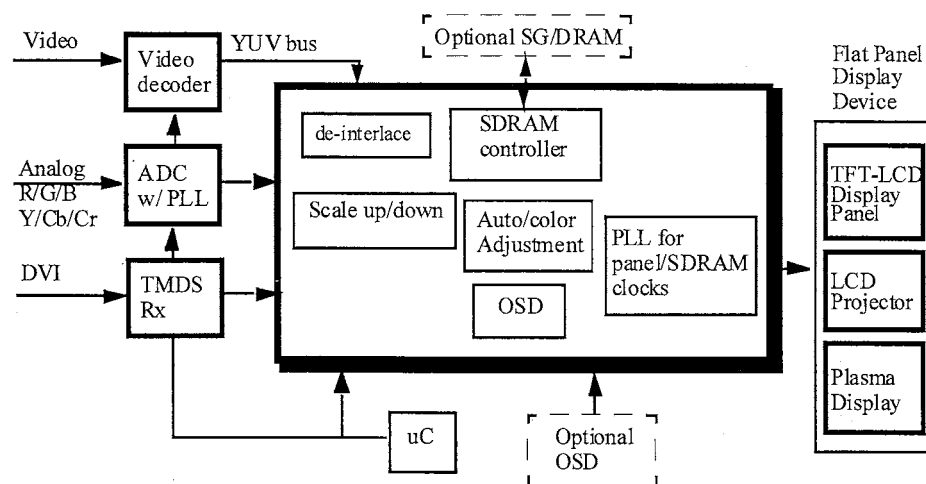 Video
Video
decoder
YUV bus
Optional SG/DRAM
Flat Panel
Display
Device
de-interlace
SDRAM
controller
Analog
R/G/B
Y/Cb/Cr
ADC
w/ PLL
Scale up/down
Auto/color
Adjustment
PLL for
panel/SDRAM
clocks
TFT-LCD
Display
Panel
DVI
TMDS
Rx
OSD
LCD
Projector
Plasma
Display
uC
Optional
OSD